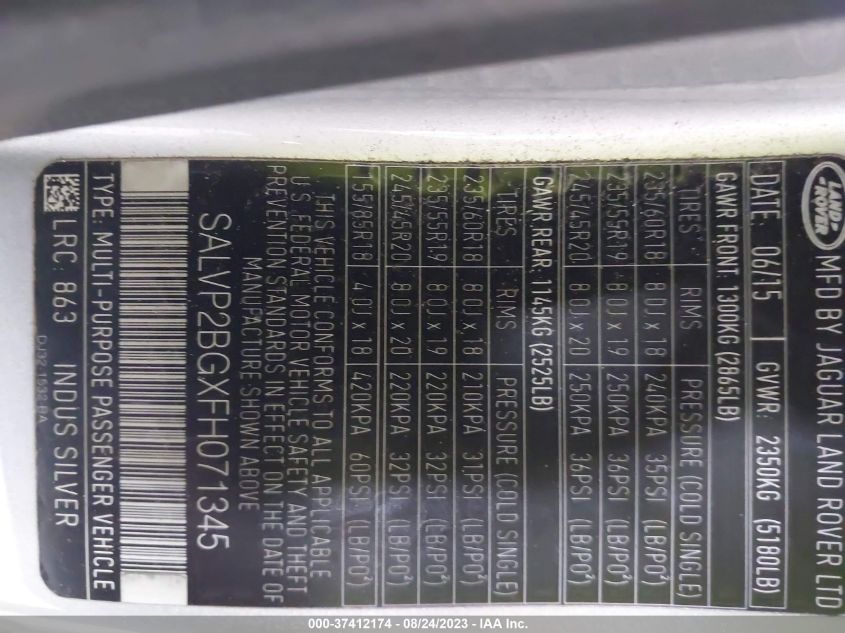 LAND
ROVER
MFD BY JAGUAR LAND ROVER LTD
DATE: 06/15 GVWR: 2350KG (5180LB)
GAWR FRONT: 1300KG (2865LB)
TIRES RIMS PRESSURE (COLD SINGLE)
235/60R18 8.0J x 18 240KPA 35PSI (LB/PO²)
235/55R19 8.0J x 19 250KPA 36PSI (LB/PO²)
245/45R20 8.0J x 20 250KPA 36PSI (LB/PO²)
GAWR REAR: 1145KG (2525LB)
TIRES RIMS PRESSURE (COLD SINGLE)
235/60R18 8.0J x 18 210KPA 31PSI (LB/PO²)
235/55R19 8.0J x 19 220KPA 32PSI (LB/PO²)
245/45R20 8.0J x 20 220KPA 32PSI (LB/PO²)
155/85R18 4.0J x 18 420KPA 60PSI (LB/PO²)
THIS VEHICLE CONFORMS TO ALL APPLICABLE
U.S. FEDERAL MOTOR VEHICLE SAFETY AND THEFT
PREVENTION STANDARDS IN EFFECT ON THE DATE OF
MANUFACTURE SHOWN ABOVE
SALVP2BGXFH071345
TYPE: MULTI-PURPOSE PASSENGER VEHICLE
LRC: 863 INDUS SILVER
000-37412174 - 08/24/2023 - IAA Inc.